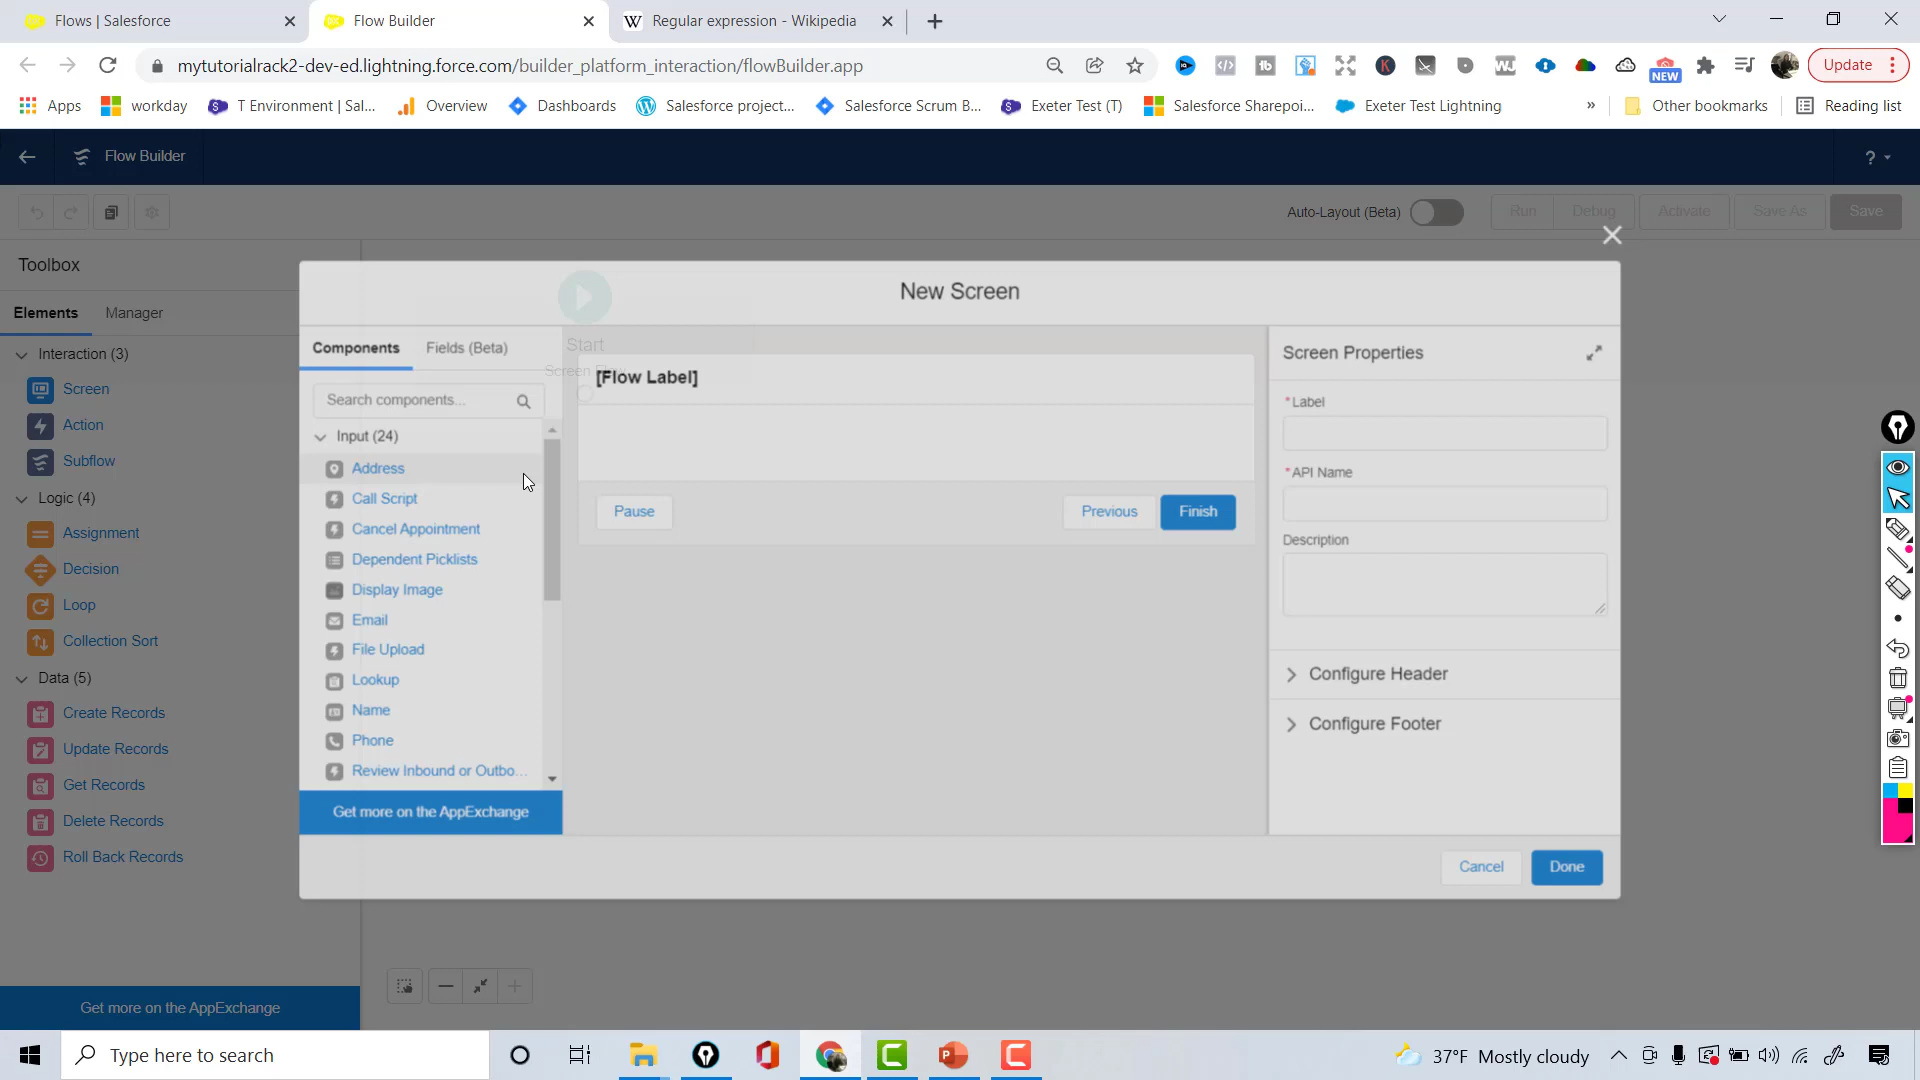 Flows | Salesforce
Flow Builder
Regular expression - Wikipedia
mytutorialrack2-dev-ed.lightning.force.com/builder_platform_interaction/flowBuilder.app
NEW
Update
Apps
workday
T Environment | Sal...
Overview
Dashboards
Salesforce project...
Salesforce Scrum B...
Exeter Test (T)
Salesforce Sharepoi...
Exeter Test Lightning
»
Other bookmarks
Reading list
Flow Builder
?
Auto-Layout (Beta)
Run
Debug
Activate
Save As
Save
Toolbox
Elements
Manager
Interaction (3)
Screen
Action
Subflow
Logic (4)
Assignment
Decision
Loop
Collection Sort
Data (5)
Create Records
Update Records
Get Records
Delete Records
Roll Back Records
Get more on the AppExchange
New Screen
Components
Fields (Beta)
Search components...
Input (24)
Address
Call Script
Cancel Appointment
Dependent Picklists
Display Image
Email
File Upload
Lookup
Name
Phone
Review Inbound or Outbo...
Get more on the AppExchange
Start
[Flow Label]
Pause
Previous
Finish
Screen Properties
*Label
*API Name
Description
Configure Header
Configure Footer
Cancel
Done
Type here to search
37°F Mostly cloudy